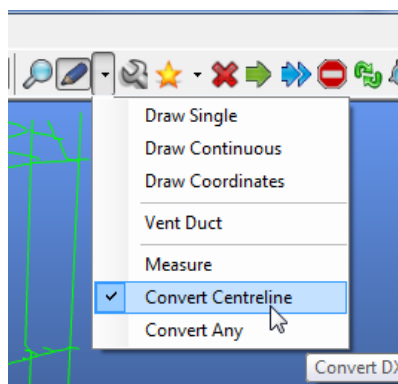 Draw Single
Draw Continuous
Draw Coordinates
Vent Duct
Measure
Convert Centreline
Convert Any
Convert DX